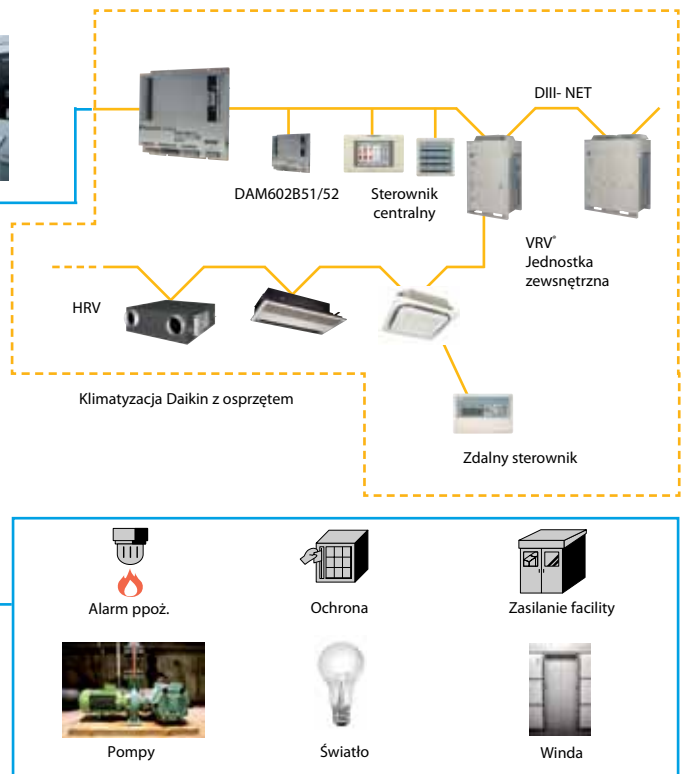 DIII- NET
DAM602B51/52
Sterownik
centralny
VRV®
Jednostka
zewsnętrzna
HRV
Klimatyzacja Daikin z osprzętem
Zdalny sterownik
Alarm ppoż.
Ochrona
Zasilanie facility
Pompy
Światło
Winda